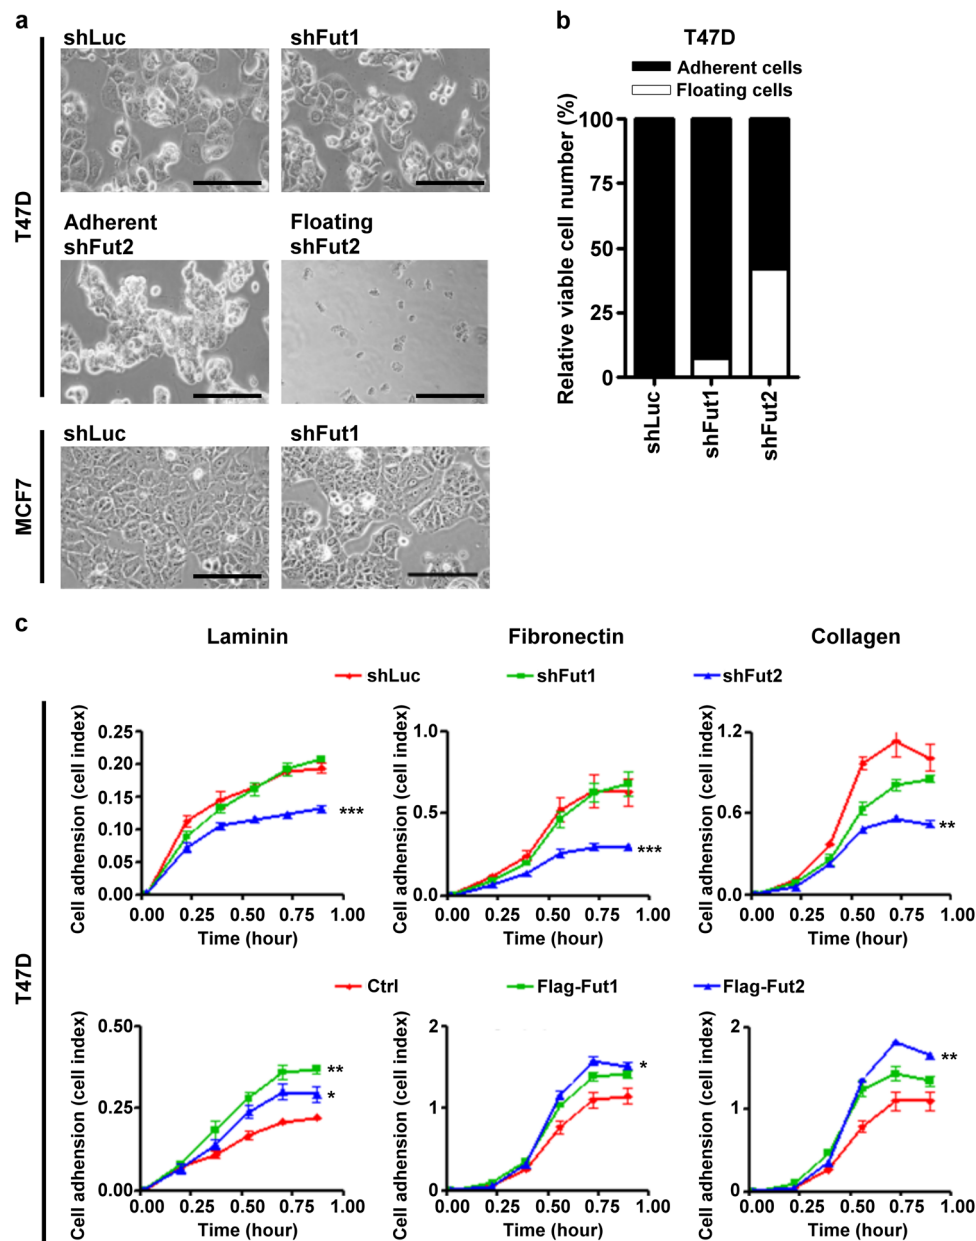 a
shLuc
shFut1
T47D
Adherent
shFut2
Floating
shFut2
MCF7
shLuc
shFut1
b
T47D
Adherent cells
Floating cells
Relative viable cell number (%)
100
75
50
25
0
shLuc
shFut1
shFut2
c
Laminin
Fibronectin
Collagen
shLuc
shFut1
shFut2
T47D
Cell adhension (cell index)
0.25
0.20
0.15
0.10
0.05
0.00
0.00 0.25 0.50 0.75 1.00
Time (hour)
***
Cell adhension (cell index)
1.0
0.5
0.0
0.00 0.25 0.50 0.75 1.00
Time (hour)
***
Cell adhension (cell index)
1.2
0.6
0.0
0.00 0.25 0.50 0.75 1.00
Time (hour)
**
Ctrl
Flag-Fut1
Flag-Fut2
Cell adhension (cell index)
0.50
0.25
0.00
0.00 0.25 0.50 0.75 1.00
Time (hour)
**
*
Cell adhension (cell index)
2
1
0
0.00 0.25 0.50 0.75 1.00
Time (hour)
*
Cell adhension (cell index)
2
1
0
0.00 0.25 0.50 0.75 1.00
Time (hour)
**